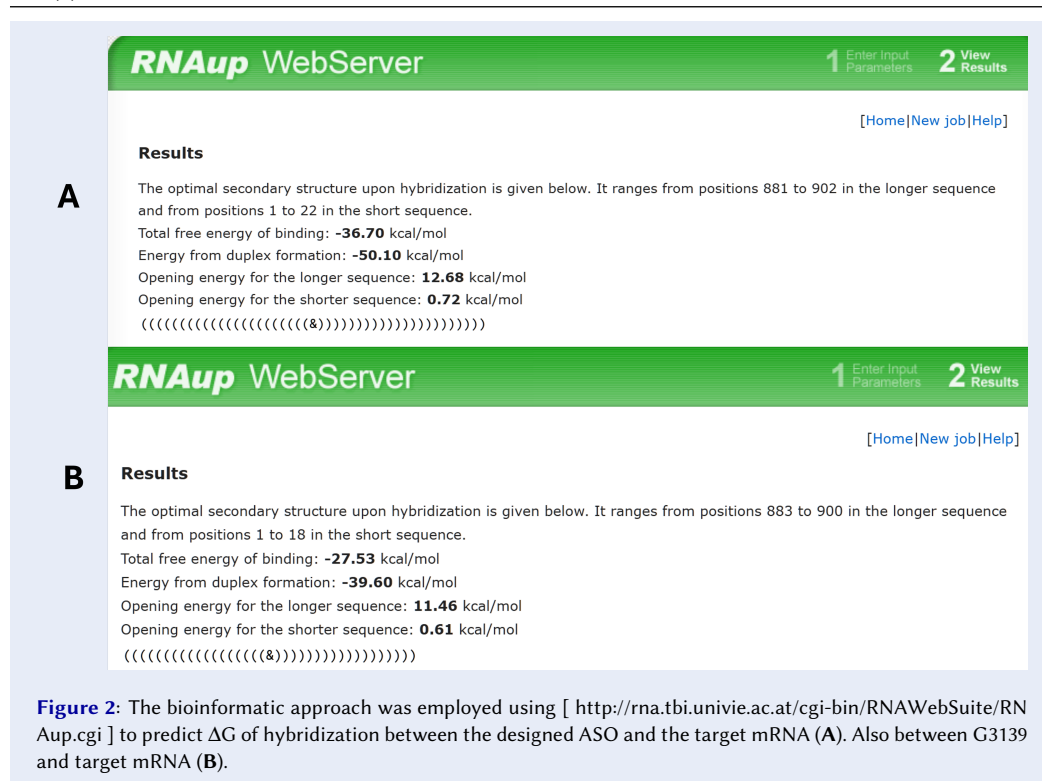 RNAup WebServer
1 Enter Input Parameters 2 View Results
[Home|New job|Help]
Results
A
The optimal secondary structure upon hybridization is given below. It ranges from positions 881 to 902 in the longer sequence
and from positions 1 to 22 in the short sequence.
Total free energy of binding: -36.70 kcal/mol
Energy from duplex formation: -50.10 kcal/mol
Opening energy for the longer sequence: 12.68 kcal/mol
Opening energy for the shorter sequence: 0.72 kcal/mol
((((((((((((((((((((((&))))))))))))))))))))))
RNAup WebServer
1 Enter Input Parameters 2 View Results
[Home|New job|Help]
B
Results
The optimal secondary structure upon hybridization is given below. It ranges from positions 883 to 900 in the longer sequence
and from positions 1 to 18 in the short sequence.
Total free energy of binding: -27.53 kcal/mol
Energy from duplex formation: -39.60 kcal/mol
Opening energy for the longer sequence: 11.46 kcal/mol
Opening energy for the shorter sequence: 0.61 kcal/mol
((((((((((((((((((&))))))))))))))))))
Figure 2: The bioinformatic approach was employed using [ http://rna.tbi.univie.ac.at/cgi-bin/RNAWebSuite/RN
Aup.cgi ] to predict ΔG of hybridization between the designed ASO and the target mRNA (A). Also between G3139
and target mRNA (B).